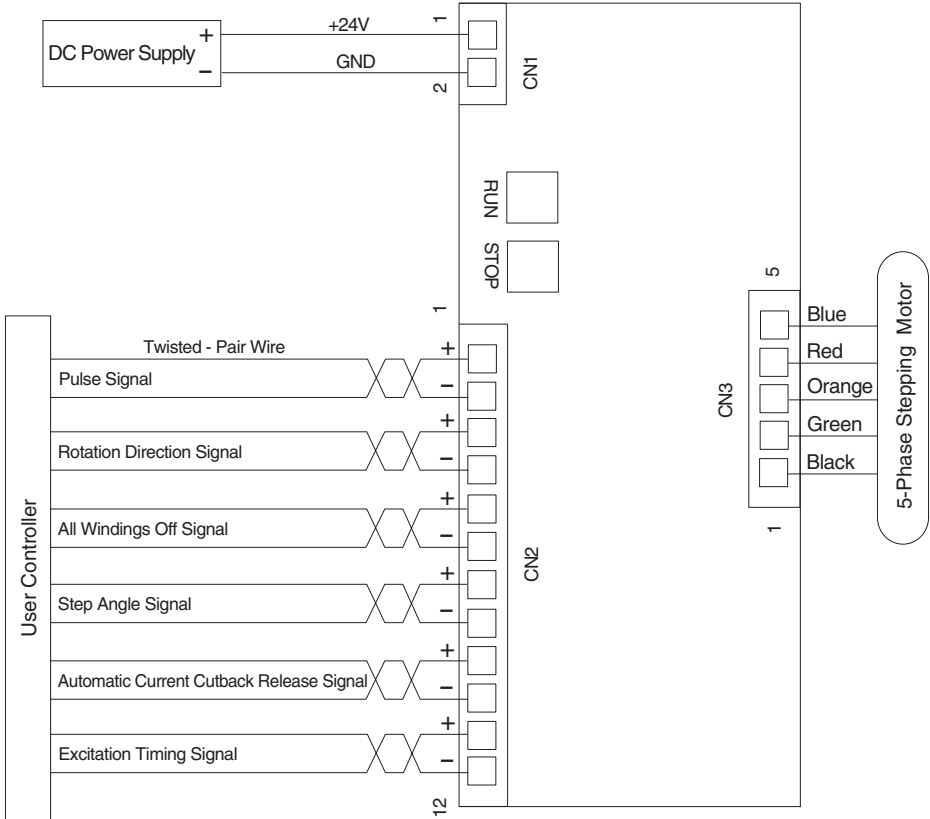 DC Power Supply
+
−
+24V
GND
1
2
CN1
RUN
STOP
1
Twisted - Pair Wire
+
Pulse Signal
−
+
Rotation Direction Signal
−
+
All Windings Off Signal
−
+
Step Angle Signal
−
+
Automatic Current Cutback Release Signal
−
+
Excitation Timing Signal
−
12
CN2
User Controller
5
CN3
1
Blue
Red
Orange
Green
Black
5-Phase Stepping Motor